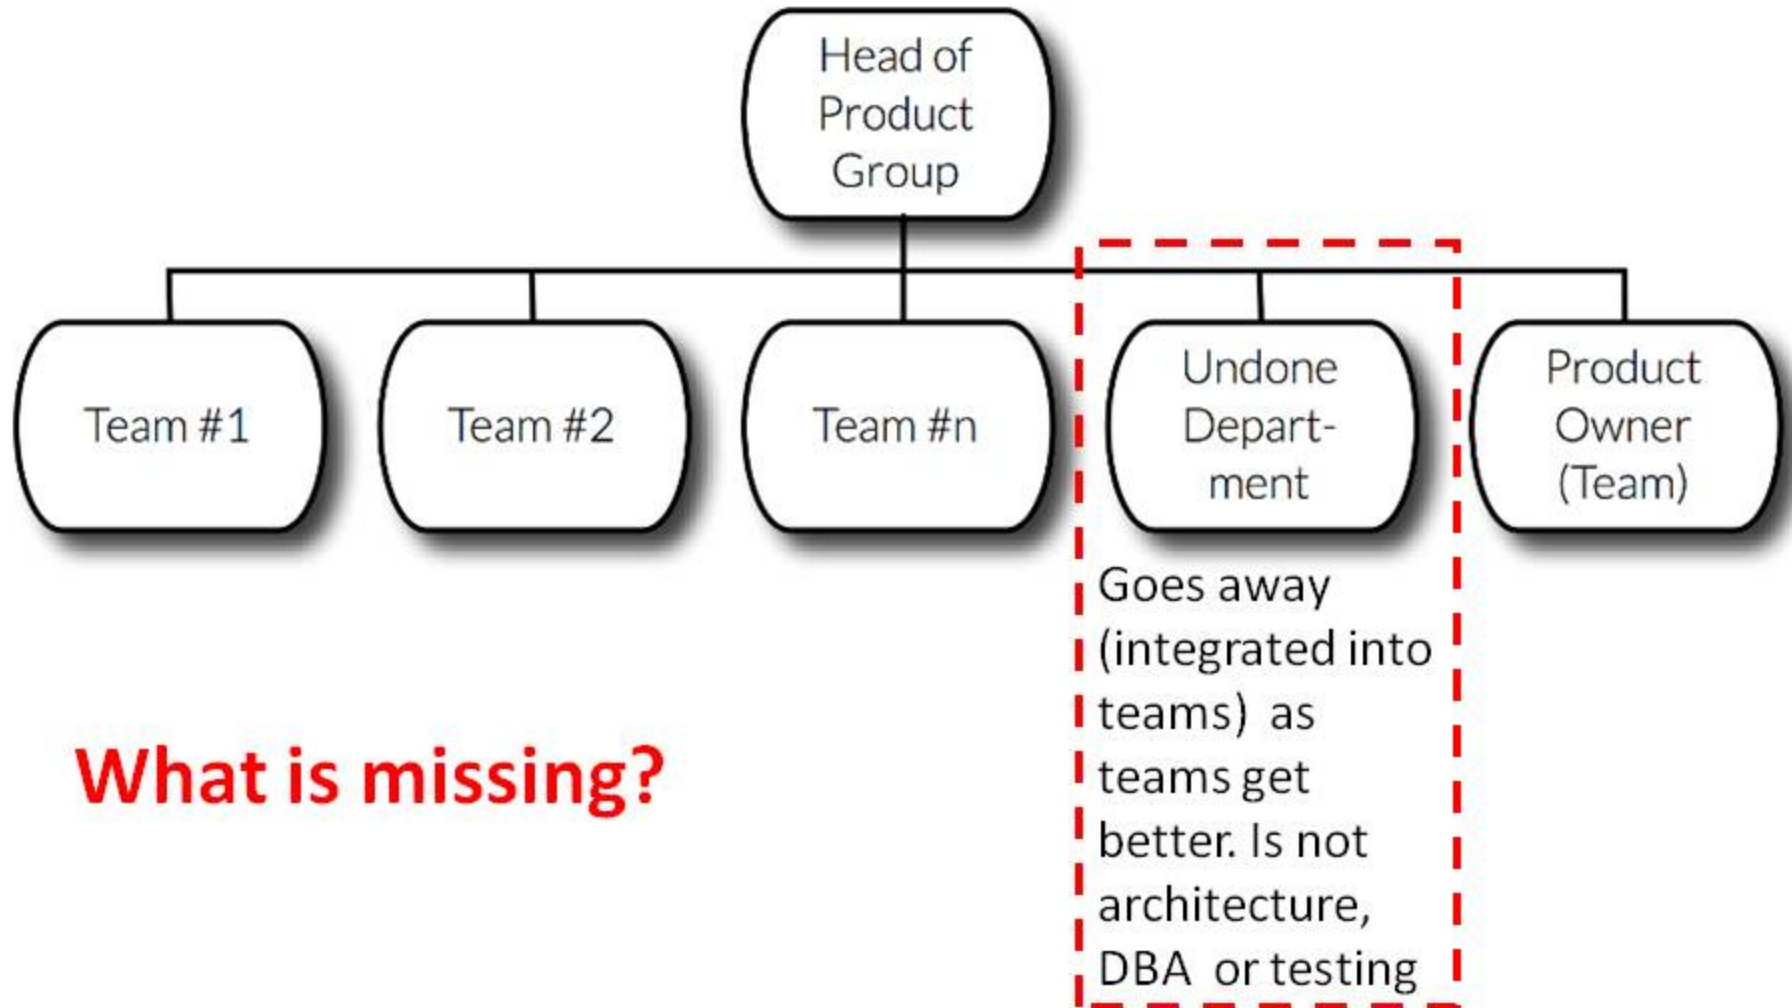 Head of
Product
Group
Team #1
Team #2
Team #n
Undone
Depart-
ment
Product
Owner
(Team)
Goes away
(integrated into
teams) as
teams get
better. Is not
architecture,
DBA or testing
What is missing?